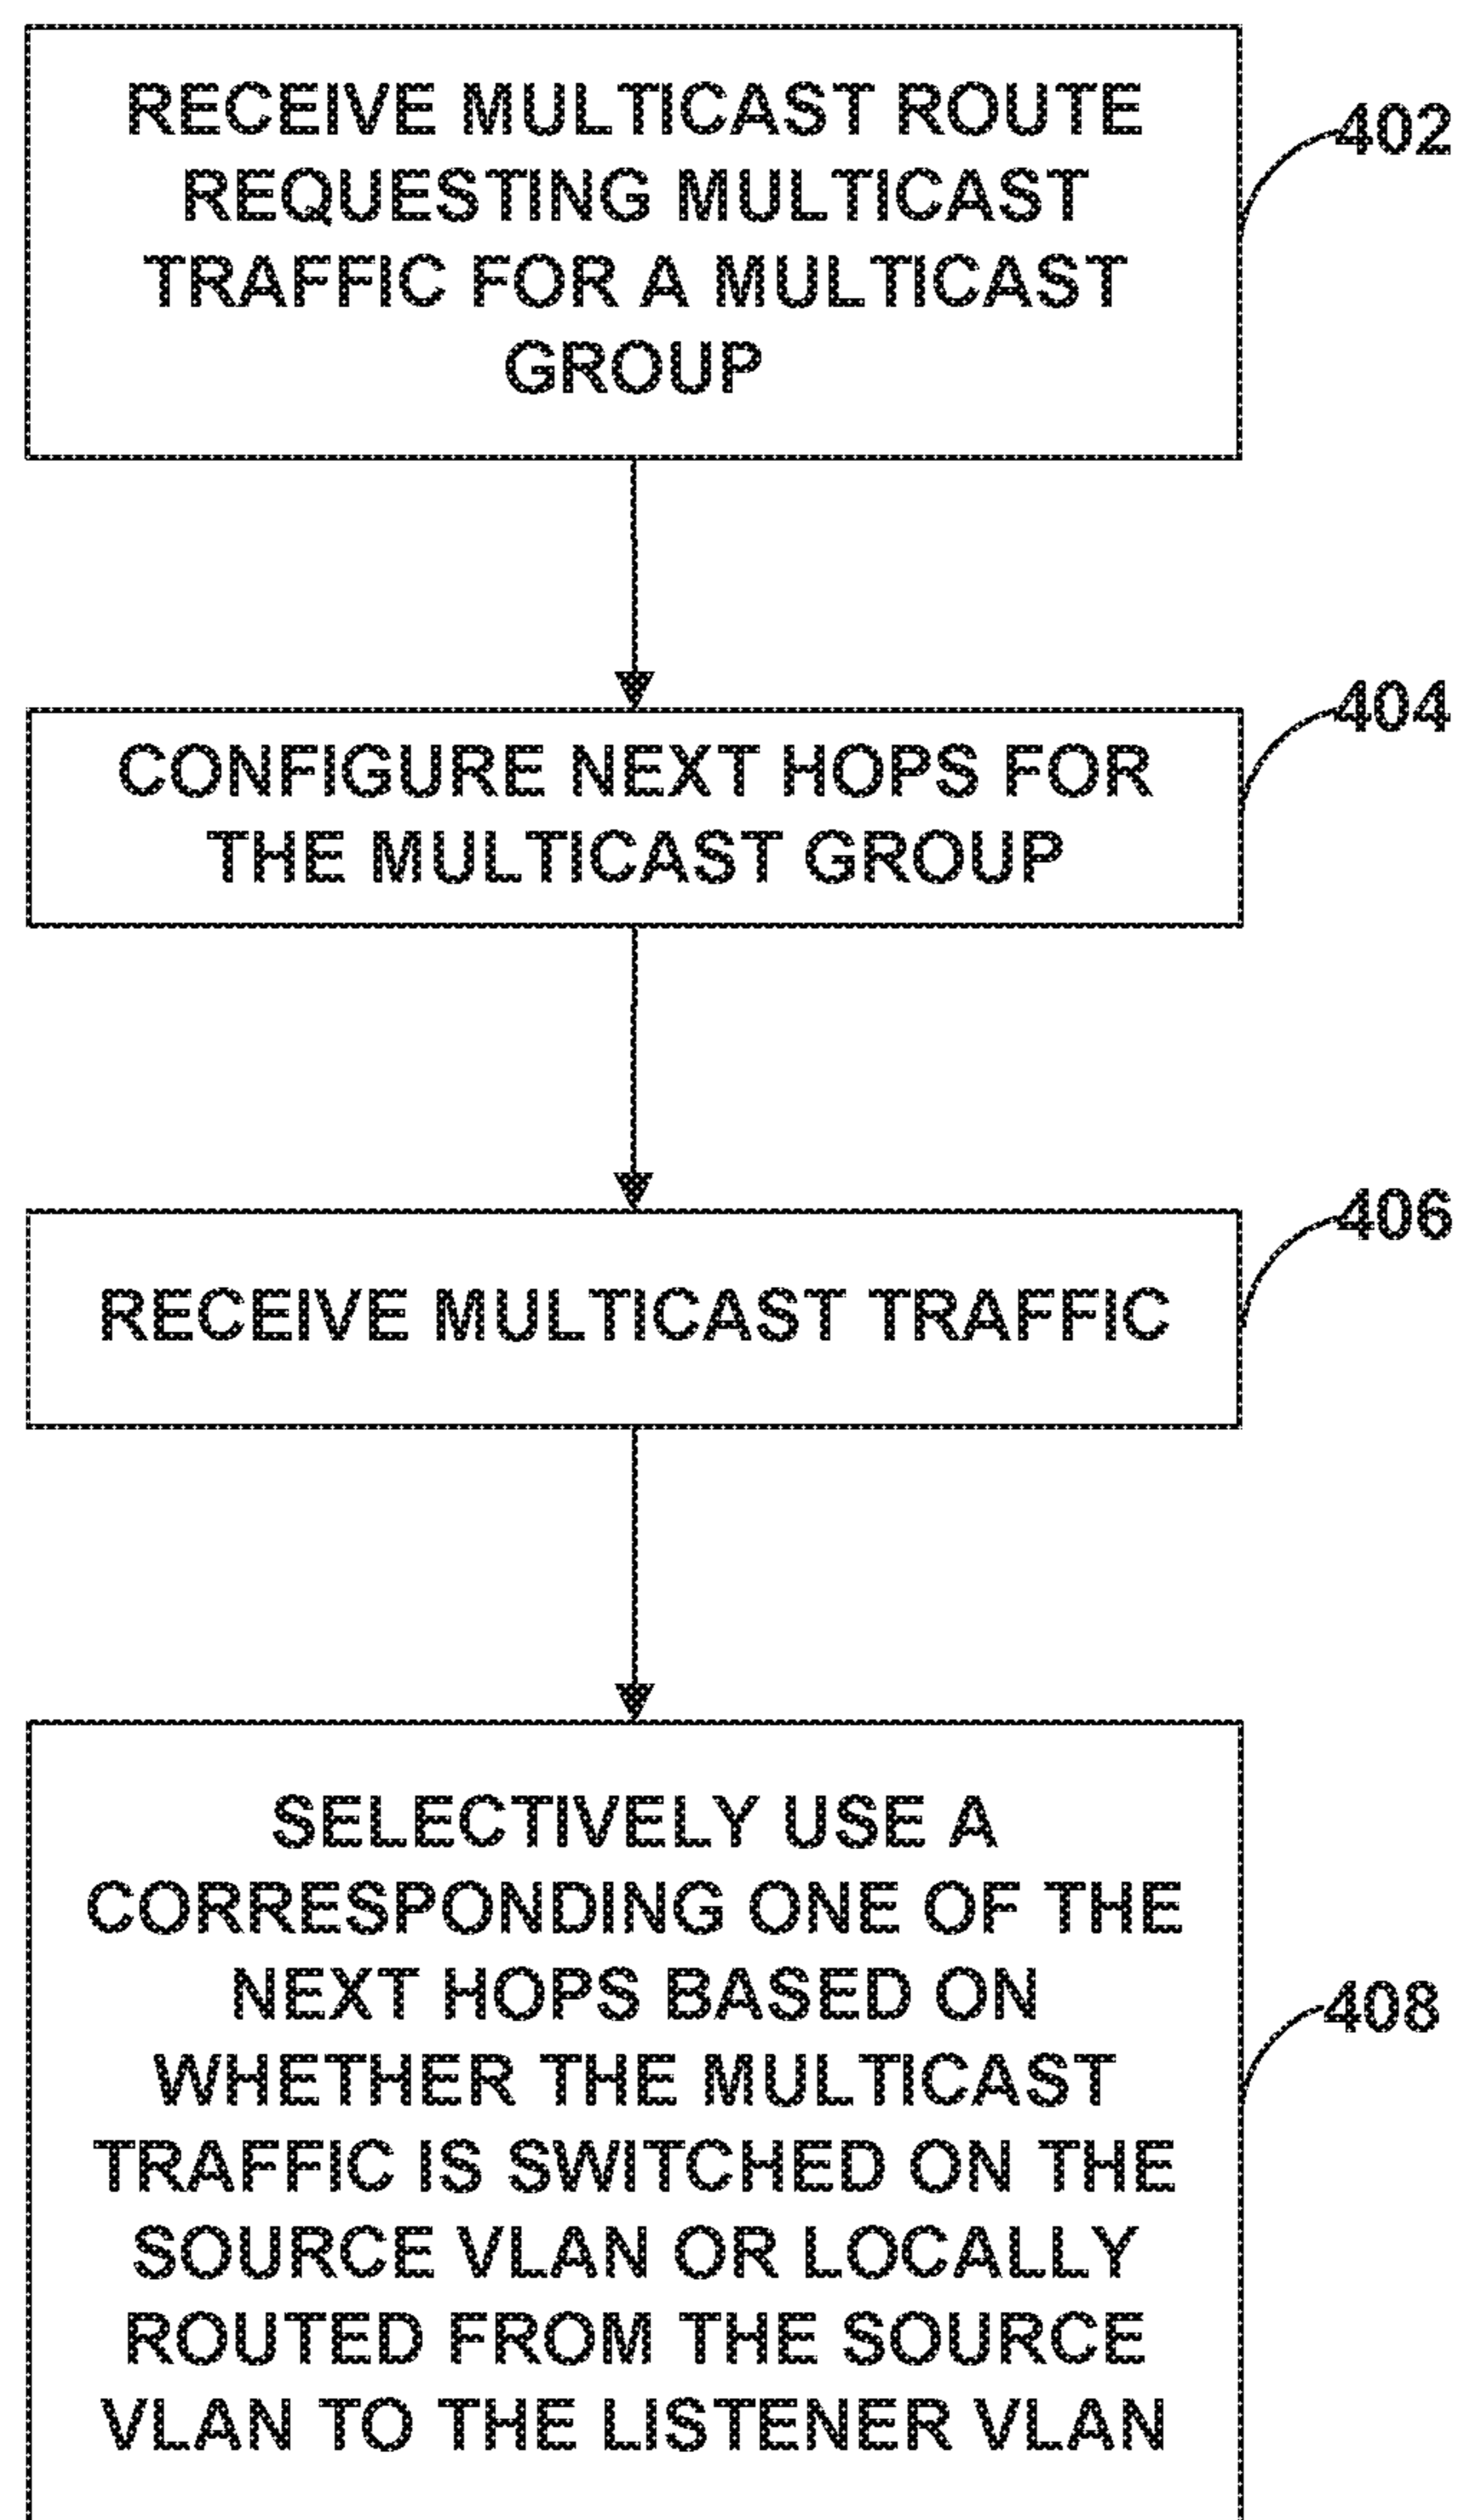 RECEIVE MULTICAST ROUTE
REQUESTING MULTICAST
TRAFFIC FOR A MULTICAST
GROUP
402
CONFIGURE NEXT HOPS FOR
THE MULTICAST GROUP
404
RECEIVE MULTICAST TRAFFIC
406
SELECTIVELY USE A
CORRESPONDING ONE OF THE
NEXT HOPS BASED ON
WHETHER THE MULTICAST
TRAFFIC IS SWITCHED ON THE
SOURCE VLAN OR LOCALLY
ROUTED FROM THE SOURCE
VLAN TO THE LISTENER VLAN
408